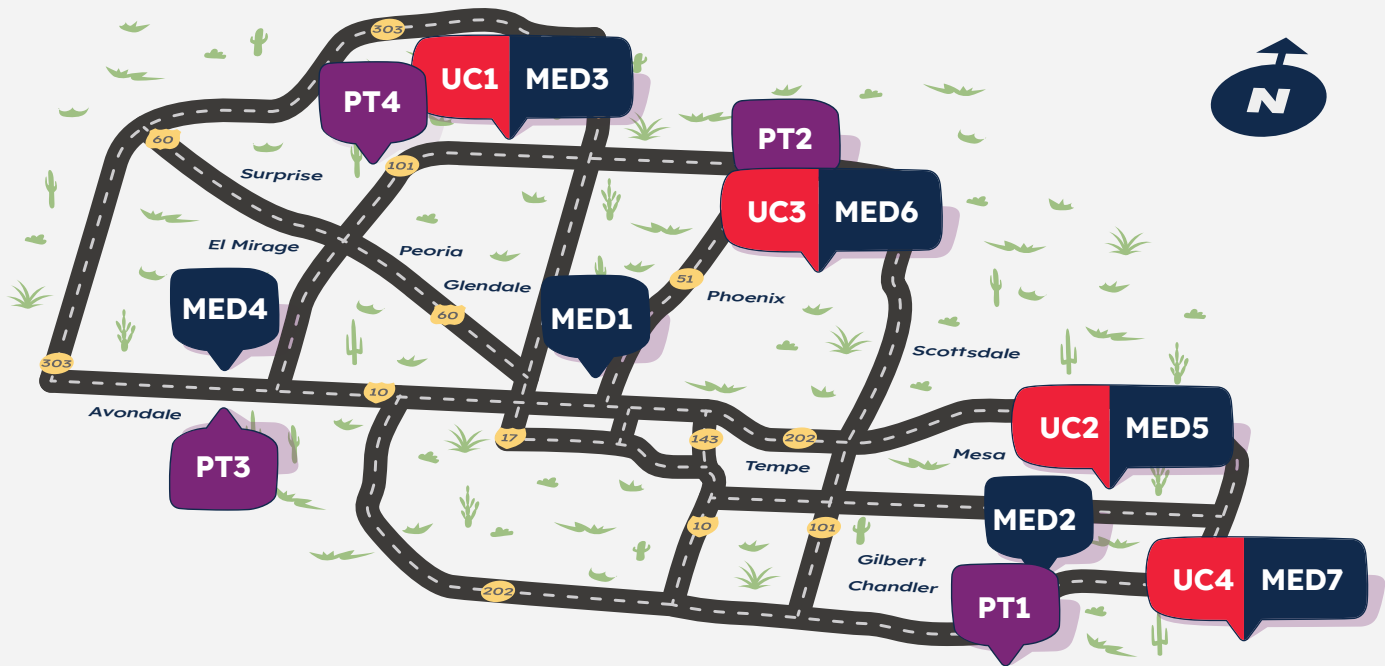 303
UC1 MED3
PT4
N
60
PT2
101
Surprise
UC3 MED6
El Mirage
Peoria
51
Glendale
Phoenix
MED4
MED1
60
Scottsdale
303
10
Avondale
UC2 MED5
17
143
202
Mesa
PT3
Tempe
MED2
10
101
Gilbert
UC4 MED7
Chandler
202
PT1